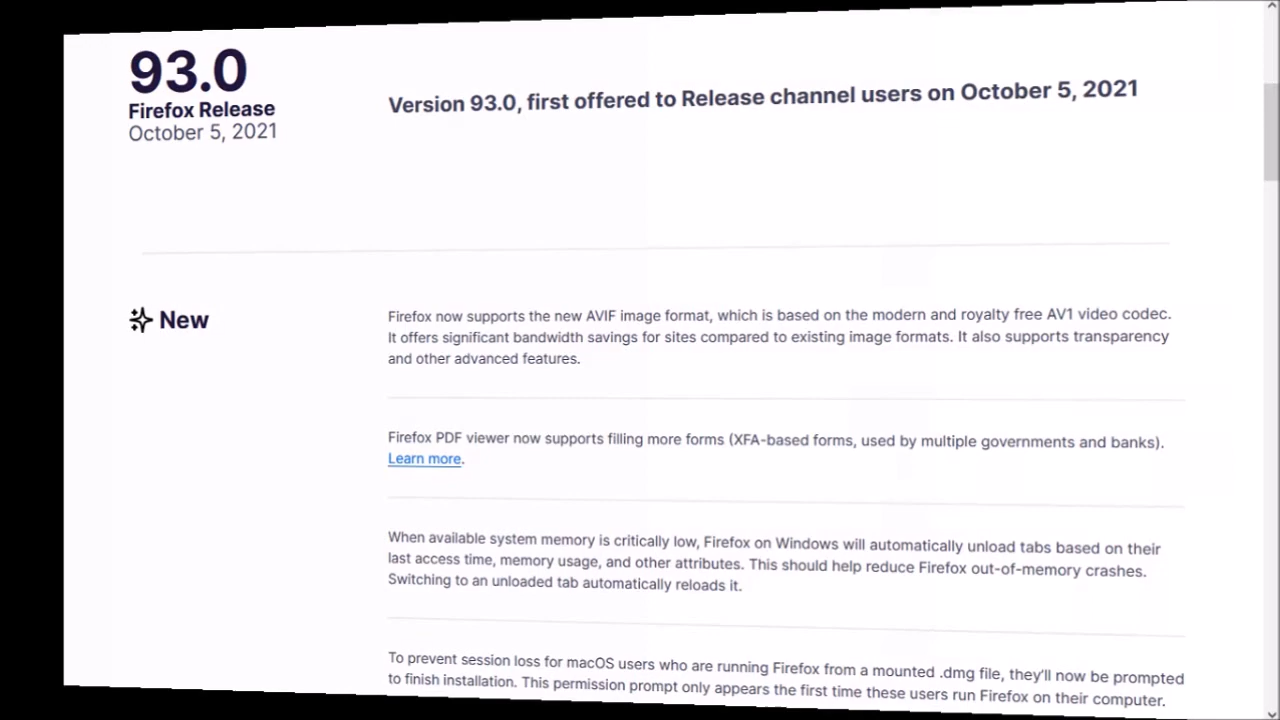 93.0
Firefox Release
October 5, 2021
Version 93.0, first offered to Release channel users on October 5, 2021
New
Firefox now supports the new AVIF image format, which is based on the modern and royalty free AV1 video codec.
It offers significant bandwidth savings for sites compared to existing image formats. It also supports transparency
and other advanced features.
Firefox PDF viewer now supports filling more forms (XFA-based forms, used by multiple governments and banks).
Learn more.
When available system memory is critically low, Firefox on Windows will automatically unload tabs based on their
last access time, memory usage, and other attributes. This should help reduce Firefox out-of-memory crashes.
Switching to an unloaded tab automatically reloads it.
To prevent session loss for macOS users who are running Firefox from a mounted .dmg file, they'll now be prompted
to finish installation. This permission prompt only appears the first time these users run Firefox on their computer.